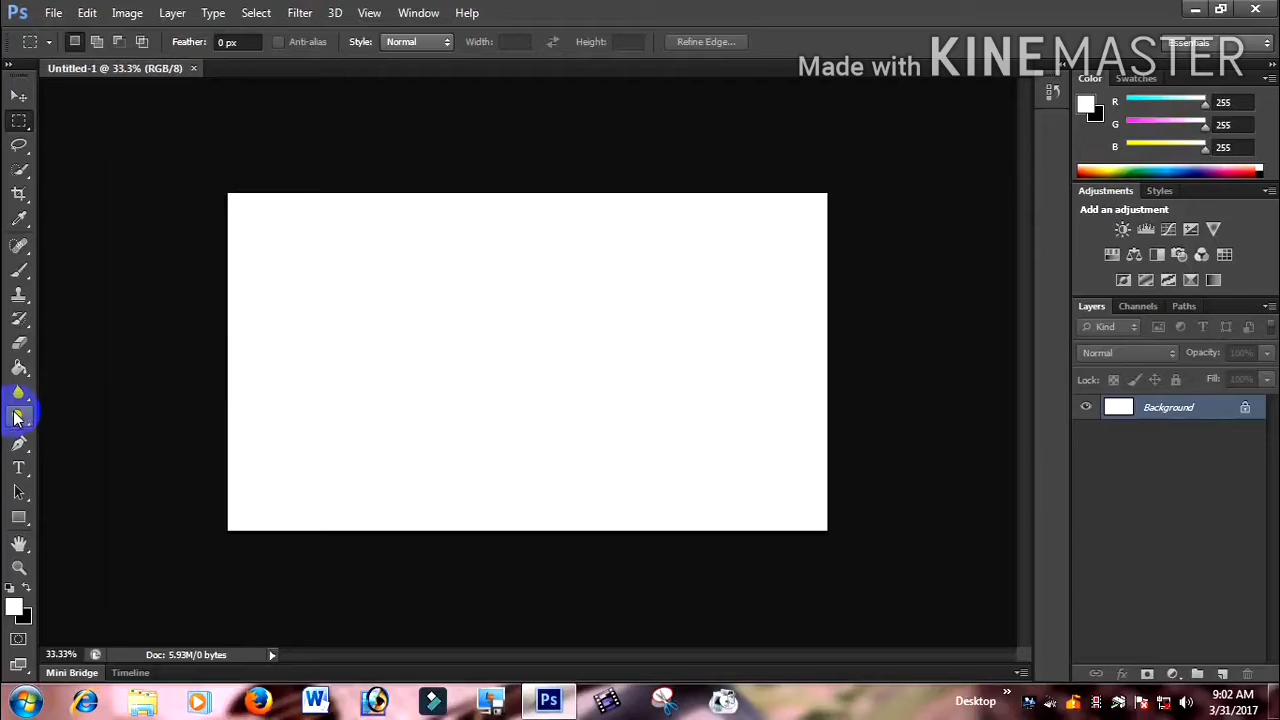 Ps File Edit Image Layer Type Select Filter 3D View Window Help
Feather: 0 px Anti-alias Style: Normal Width: Height: Refine Edge... Essentials
Made with KINEMASTER
Untitled-1 @ 33.3% (RGB/8) ×
Color Swatches
R 255
G 255
B 255
Adjustments Styles
Add an adjustment
Layers Channels Paths
Kind
Normal Opacity: 100%
Lock: Fill: 100%
Background
T
33.33% Doc: 5.93M/0 bytes
Mini Bridge Timeline
W Ps Desktop » 9:02 AM
3/31/2017